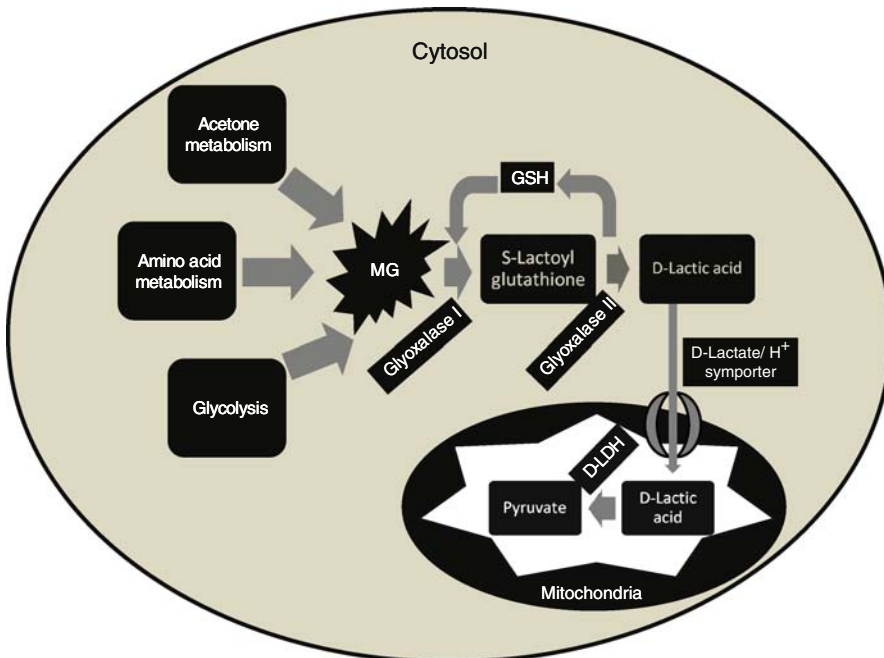 Cytosol
Acetone
metabolism
GSH
Amino acid
metabolism
MG
S-Lactoyl
glutathione
D-Lactic acid
Glyoxalase I
Glyoxalase II
D-Lactate/ H+
symporter
Glycolysis
D-LDH
Pyruvate
D-Lactic
acid
Mitochondria